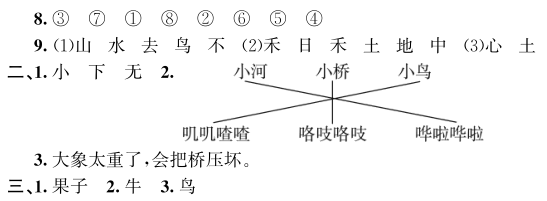 8.③ ⑦ ① ⑧ ② ⑥ ⑤ ④
9.(1)山 水 去 鸟 不 (2)禾 日 禾 土 地 中 (3)心 土
二、1.小 下 无 2. 小河 小桥 小鸟
叽叽喳喳 咯吱咯吱 哗啦哗啦
3.大象太重了,会把桥压坏。
三、1.果子 2.牛 3.鸟